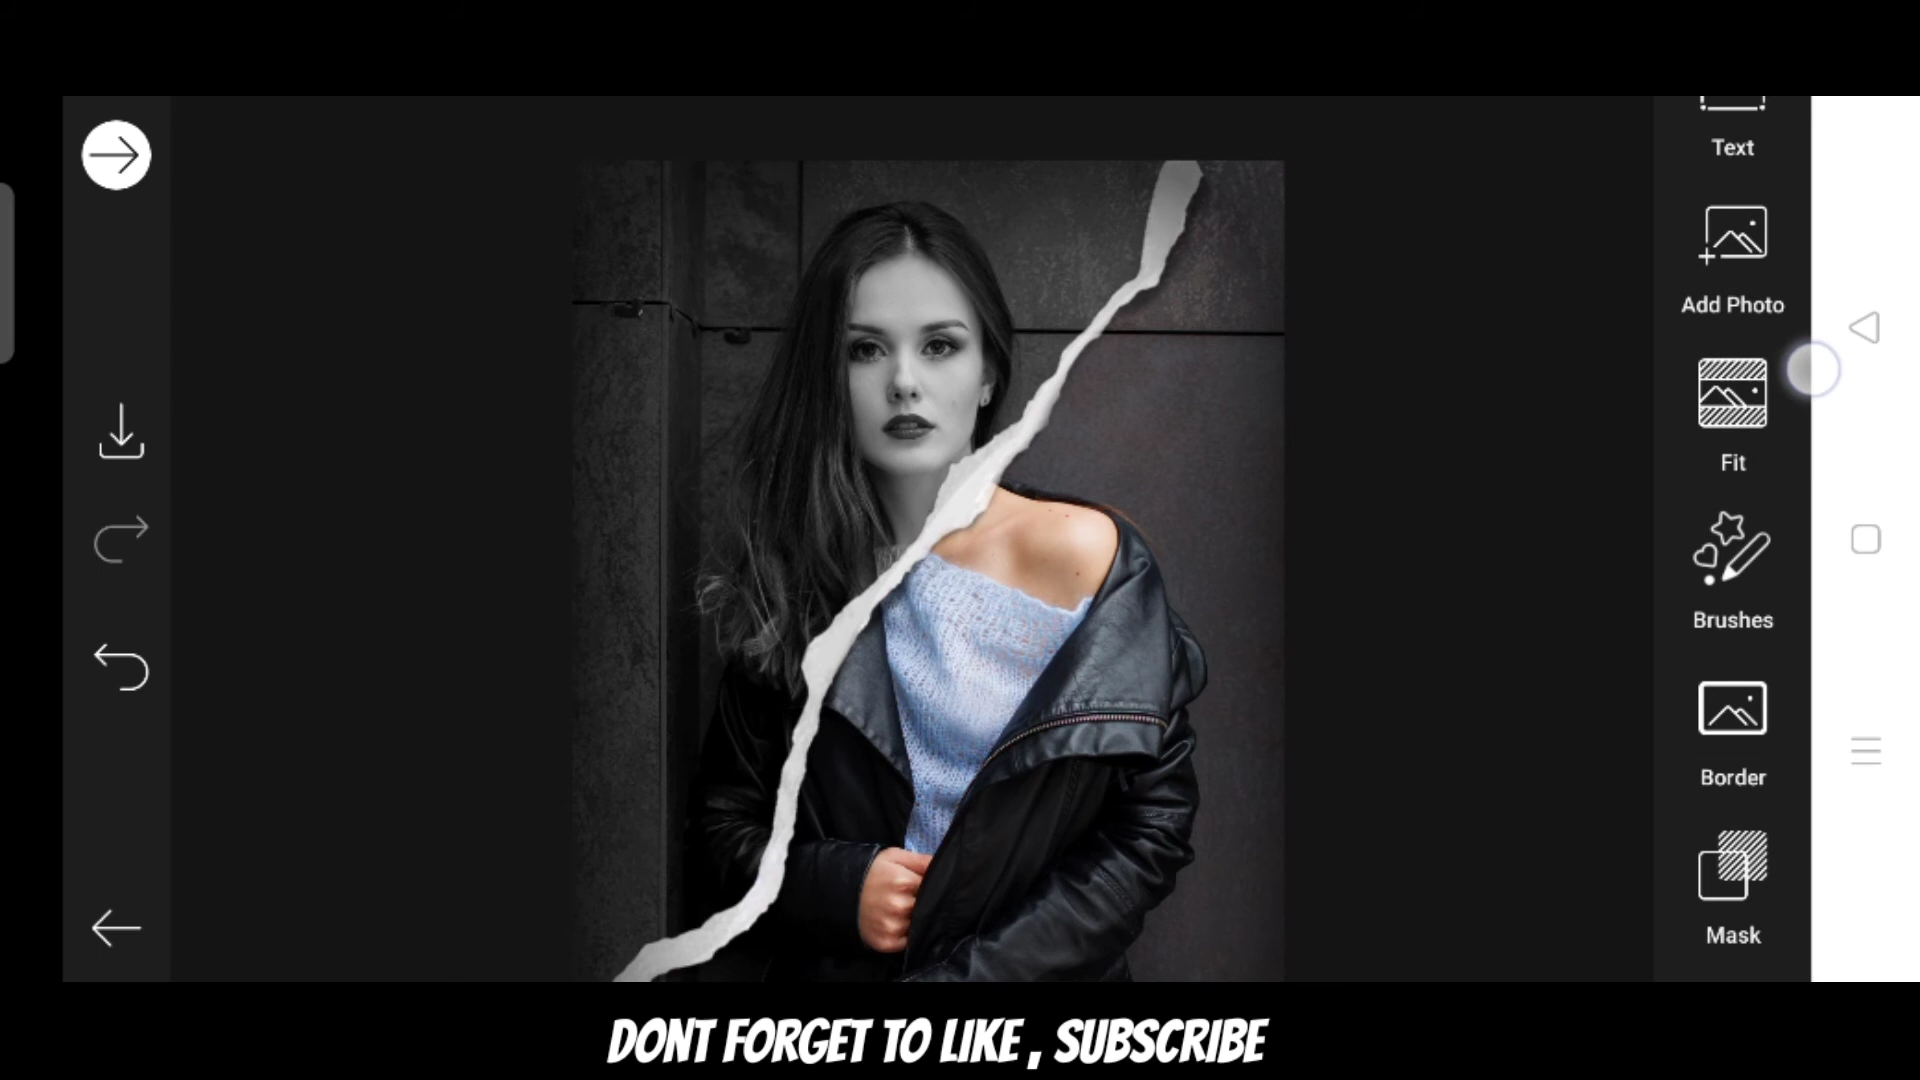 Text
Add Photo
Fit
Brushes
Border
Mask
DONT FORGET TO LIKE, SUBSCRIBE